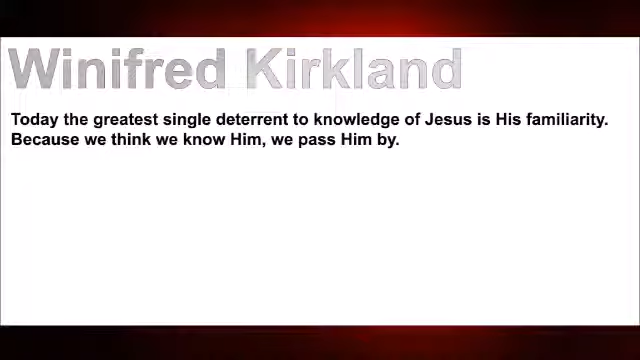 Winifred Kirkland
Today the greatest single deterrent to knowledge of Jesus is His familiarity.
Because we think we know Him, we pass Him by.